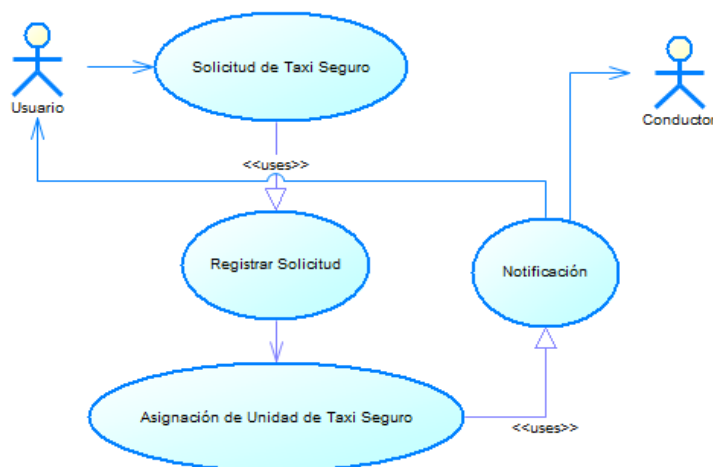 Solicitud de Taxi Seguro
Usuario
Conductor
<<uses>>
Registrar Solicitud
Notificación
Asignación de Unidad de Taxi Seguro
<<uses>>